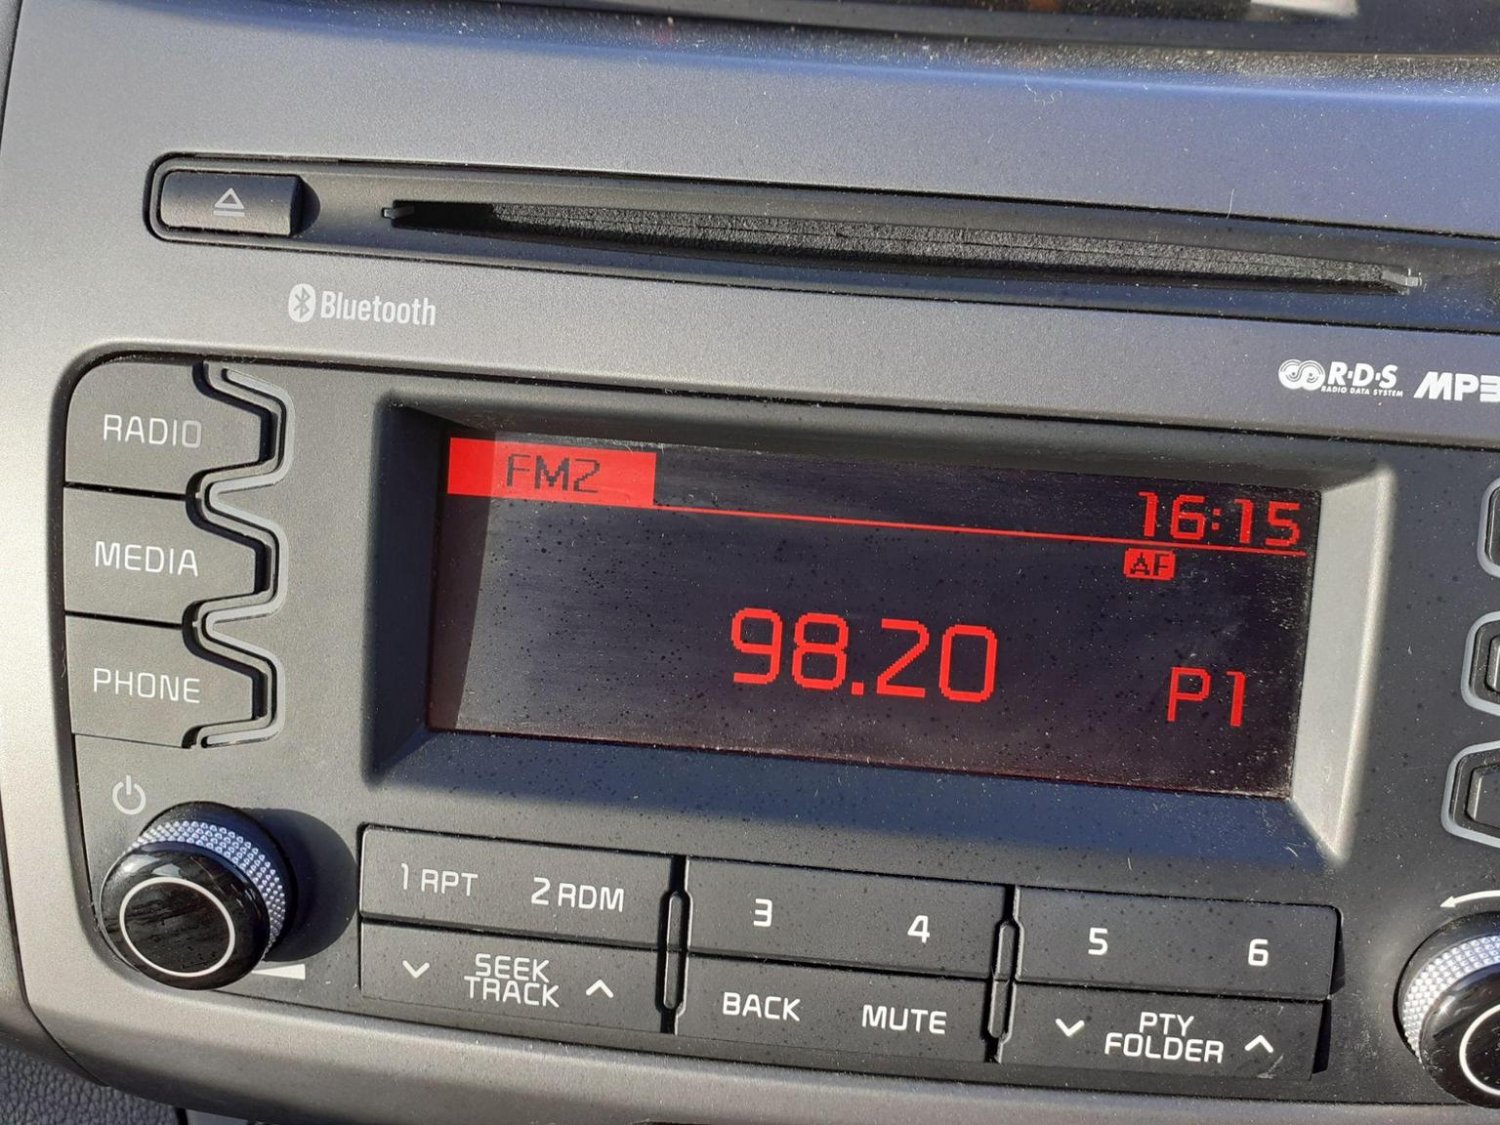 Bluetooth
R·D·S
RADIO DATA SYSTEM
MP3
RADIO
MEDIA
PHONE
FM2
16:15
AF
98.20
P1
1 RPT
2 RDM
3
4
5
6
SEEK
TRACK
BACK
MUTE
PTY
FOLDER